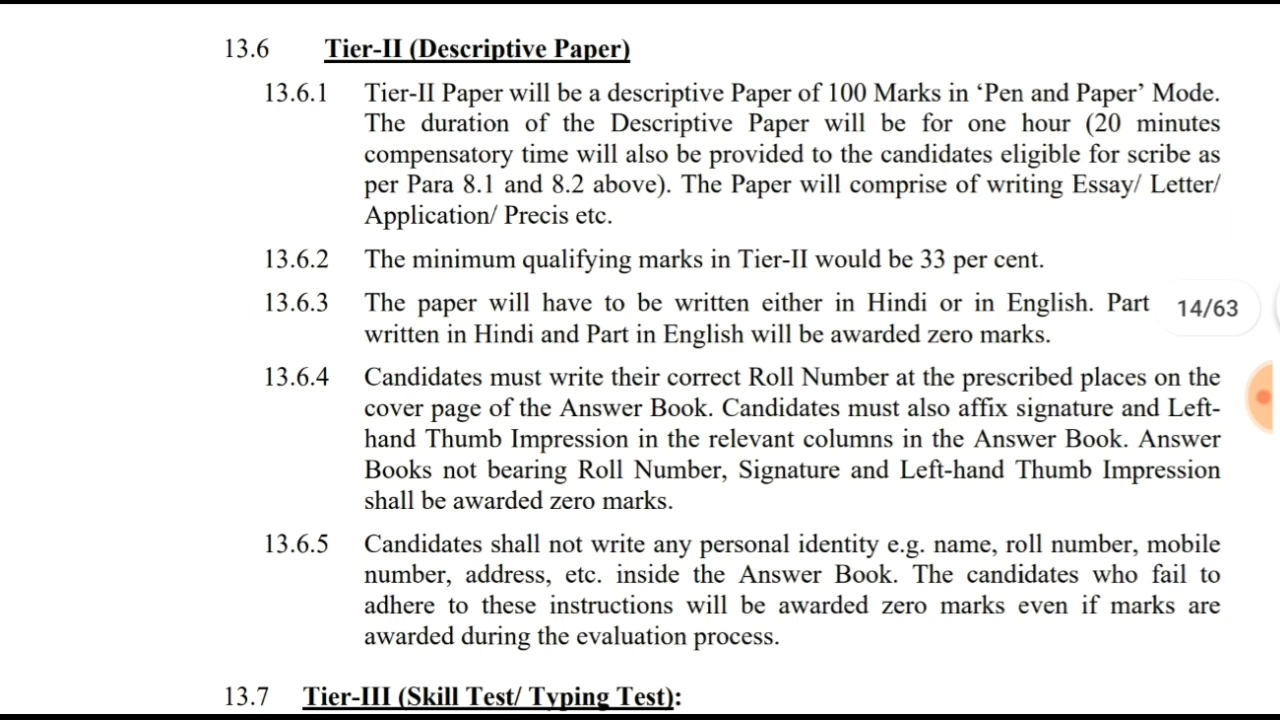 13.6 Tier-II (Descriptive Paper)
13.6.1 Tier-II Paper will be a descriptive Paper of 100 Marks in ‘Pen and Paper’ Mode.
The duration of the Descriptive Paper will be for one hour (20 minutes
compensatory time will also be provided to the candidates eligible for scribe as
per Para 8.1 and 8.2 above). The Paper will comprise of writing Essay/ Letter/
Application/ Precis etc.
13.6.2 The minimum qualifying marks in Tier-II would be 33 per cent.
13.6.3 The paper will have to be written either in Hindi or in English. Part
14/63
written in Hindi and Part in English will be awarded zero marks.
13.6.4 Candidates must write their correct Roll Number at the prescribed places on the
cover page of the Answer Book. Candidates must also affix signature and Left-
hand Thumb Impression in the relevant columns in the Answer Book. Answer
Books not bearing Roll Number, Signature and Left-hand Thumb Impression
shall be awarded zero marks.
13.6.5 Candidates shall not write any personal identity e.g. name, roll number, mobile
number, address, etc. inside the Answer Book. The candidates who fail to
adhere to these instructions will be awarded zero marks even if marks are
awarded during the evaluation process.
13.7 Tier-III (Skill Test/ Typing Test):